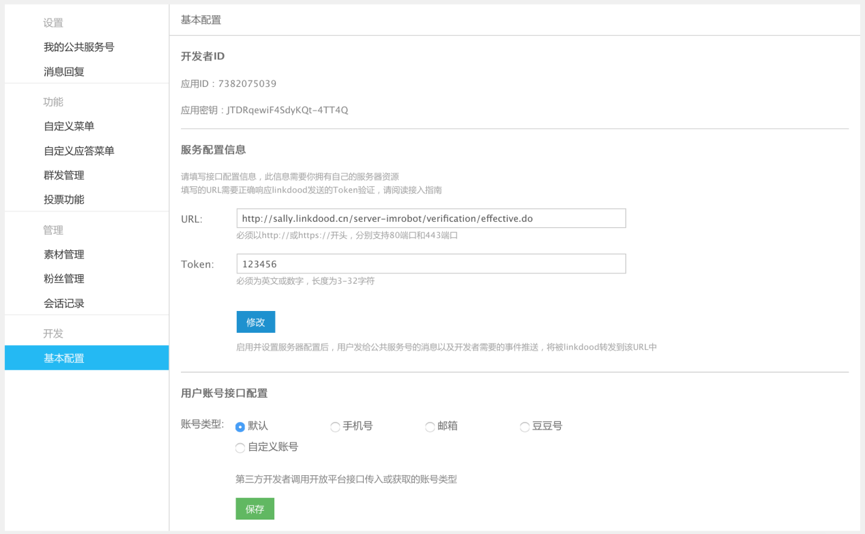 设置
我的公共服务号
消息回复
功能
自定义菜单
自定义应答菜单
群发管理
投票功能
管理
素材管理
粉丝管理
会话记录
开发
基本配置
基本配置
开发者ID
应用ID：7382075039
应用密钥：JTDRqewiF4SdyKQt-4TT4Q
服务配置信息
请填写接口配置信息，此信息需要你拥有自己的服务器资源
填写的URL需要正确响应linkdood发送的Token验证，请阅读接入指南
URL: http://sally.linkdood.cn/server-imrobot/verification/effective.do
必须以http://或https://开头，分别支持80端口和443端口
Token: 123456
必须为英文或数字，长度为3-32字符
修改
启用并设置服务器配置后，用户发给公共服务号的消息以及开发者需要的事件推送，将被linkdood转发到该URL中
用户账号接口配置
账号类型: 默认 手机号 邮箱 豆豆号
自定义账号
第三方开发者调用开放平台接口传入或获取的账号类型
保存